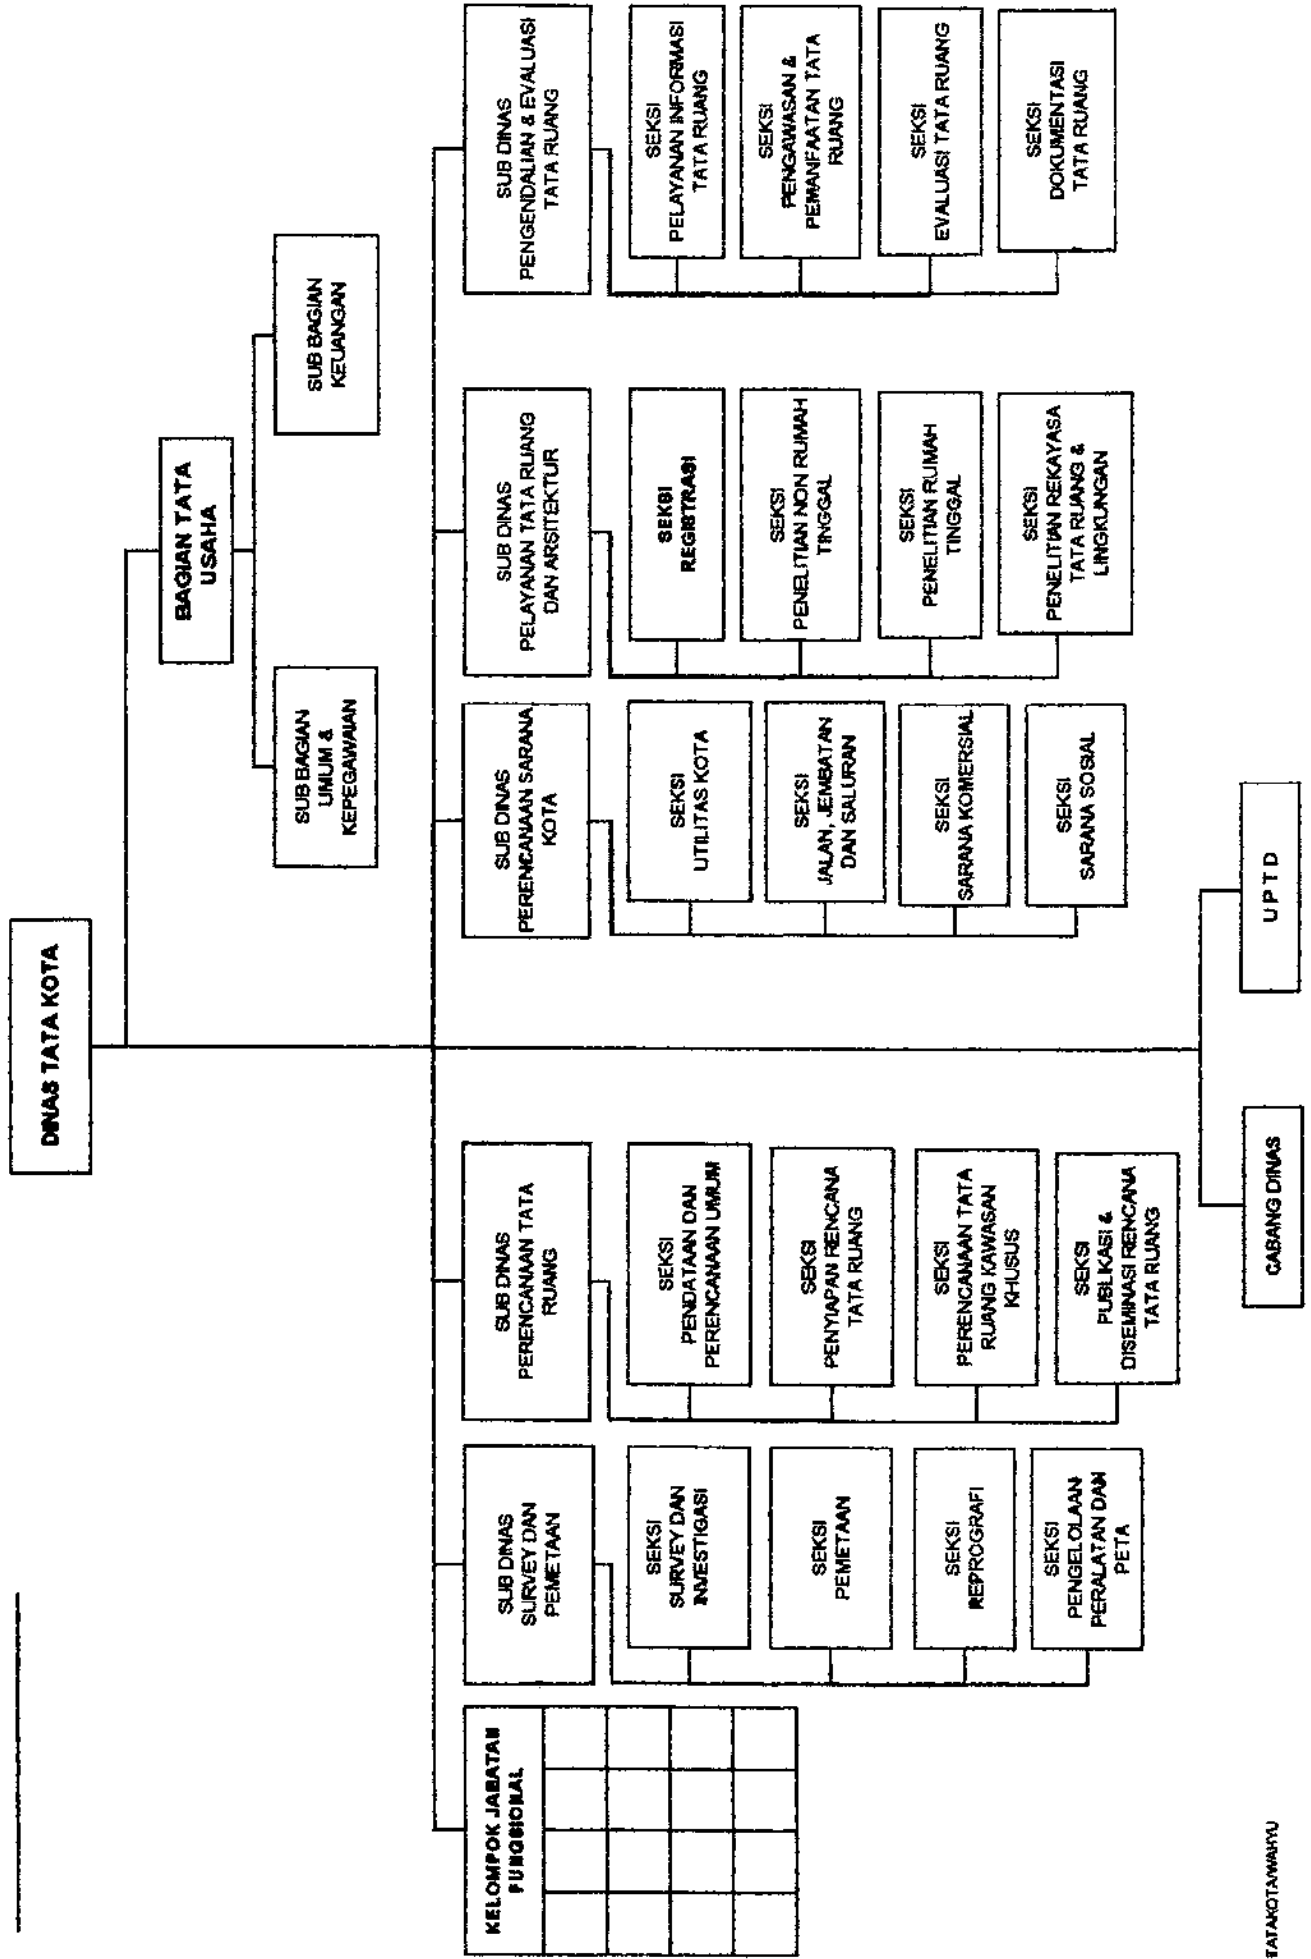 DINAS TATA KOTA
BAGIAN TATA
USAHA
SUB BAGIAN
UMUM &
KEPEGAWAIAN
SUB BAGIAN
KEUANGAN
KELOMPOK JABATAN
FUNGSIONAL
SUB DINAS
SURVEY DAN
PEMETAAN
SEKSI
SURVEY DAN
INVESTIGASI
SEKSI
PEMETAAN
SEKSI
REPROGRAFI
SEKSI
PENGELOLAAN
PERALATAN DAN
PETA
SUB DINAS
PERENCANAAN TATA
RUANG
SEKSI
PENDATAAN DAN
PERENCANAAN UMUM
SEKSI
PENYIAPAN RENCANA
TATA RUANG
SEKSI
PERENCANAAN TATA
RUANG KAWASAN
KHUSUS
SEKSI
PUBLIKASI &
DISEMINASI RENCANA
TATA RUANG
SUB DINAS
PERENCANAAN SARANA
KOTA
SEKSI
UTILITAS KOTA
SEKSI
JALAN, JEMBATAN
DAN SALURAN
SEKSI
SARANA KOMERSIAL
SEKSI
SARANA SOSIAL
SUB DINAS
PELAYANAN TATA RUANG
DAN ARSITEKTUR
SEKSI
REGISTRASI
SEKSI
PENELITIAN NON RUMAH
TINGGAL
SEKSI
PENELITIAN RUMAH
TINGGAL
SEKSI
PENELITIAN REKAYASA
TATA RUANG &
LINGKUNGAN
SUB DINAS
PENGENDALIAN & EVALUASI
TATA RUANG
SEKSI
PELAYANAN INFORMASI
TATA RUANG
SEKSI
PENGAWASAN &
PEMANFAATAN TATA
RUANG
SEKSI
EVALUASI TATA RUANG
SEKSI
DOKUMENTASI
TATA RUANG
CABANG DINAS
U P T D
TATAKOTA/WAHYU